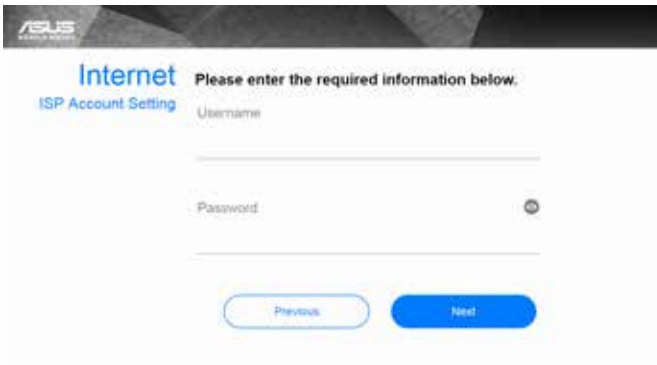 ASUS
Internet
ISP Account Setting
Please enter the required information below.
Username
Password
Previous
Next